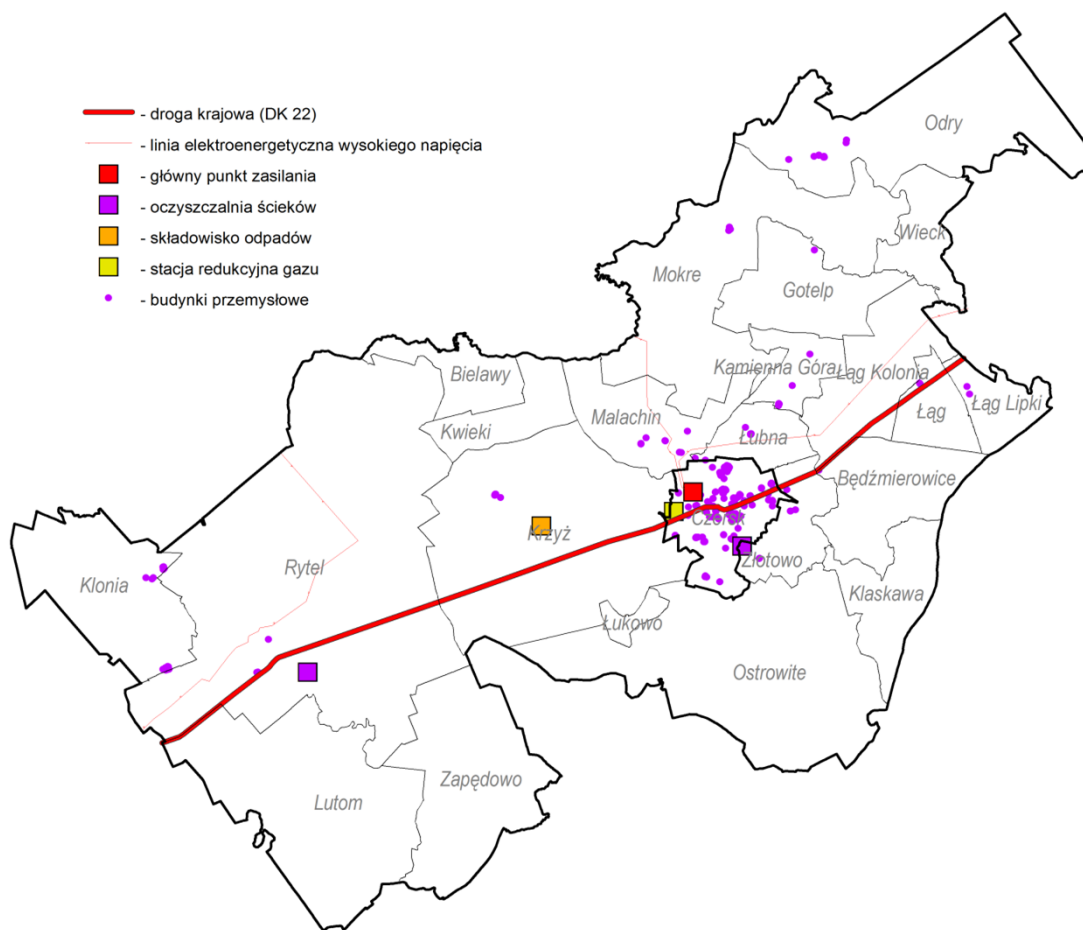 - droga krajowa (DK 22)
- linia elektroenergetyczna wysokiego napięcia
- główny punkt zasilania
- oczyszczalnia ścieków
- składowisko odpadów
- stacja redukcyjna gazu
- budynki przemysłowe
Odry
Wieck
Mokre
Gotelp
Bielawy
Kamienna Góra
Łąg Kolonia
Łąg
Łąg Lipki
Malachin
Kwieki
Łubna
Będźmierowice
Krzyż
Czersk
Złotowo
Rytel
Klonia
Klaskawa
Łukowo
Ostrowite
Zapędowo
Lutom